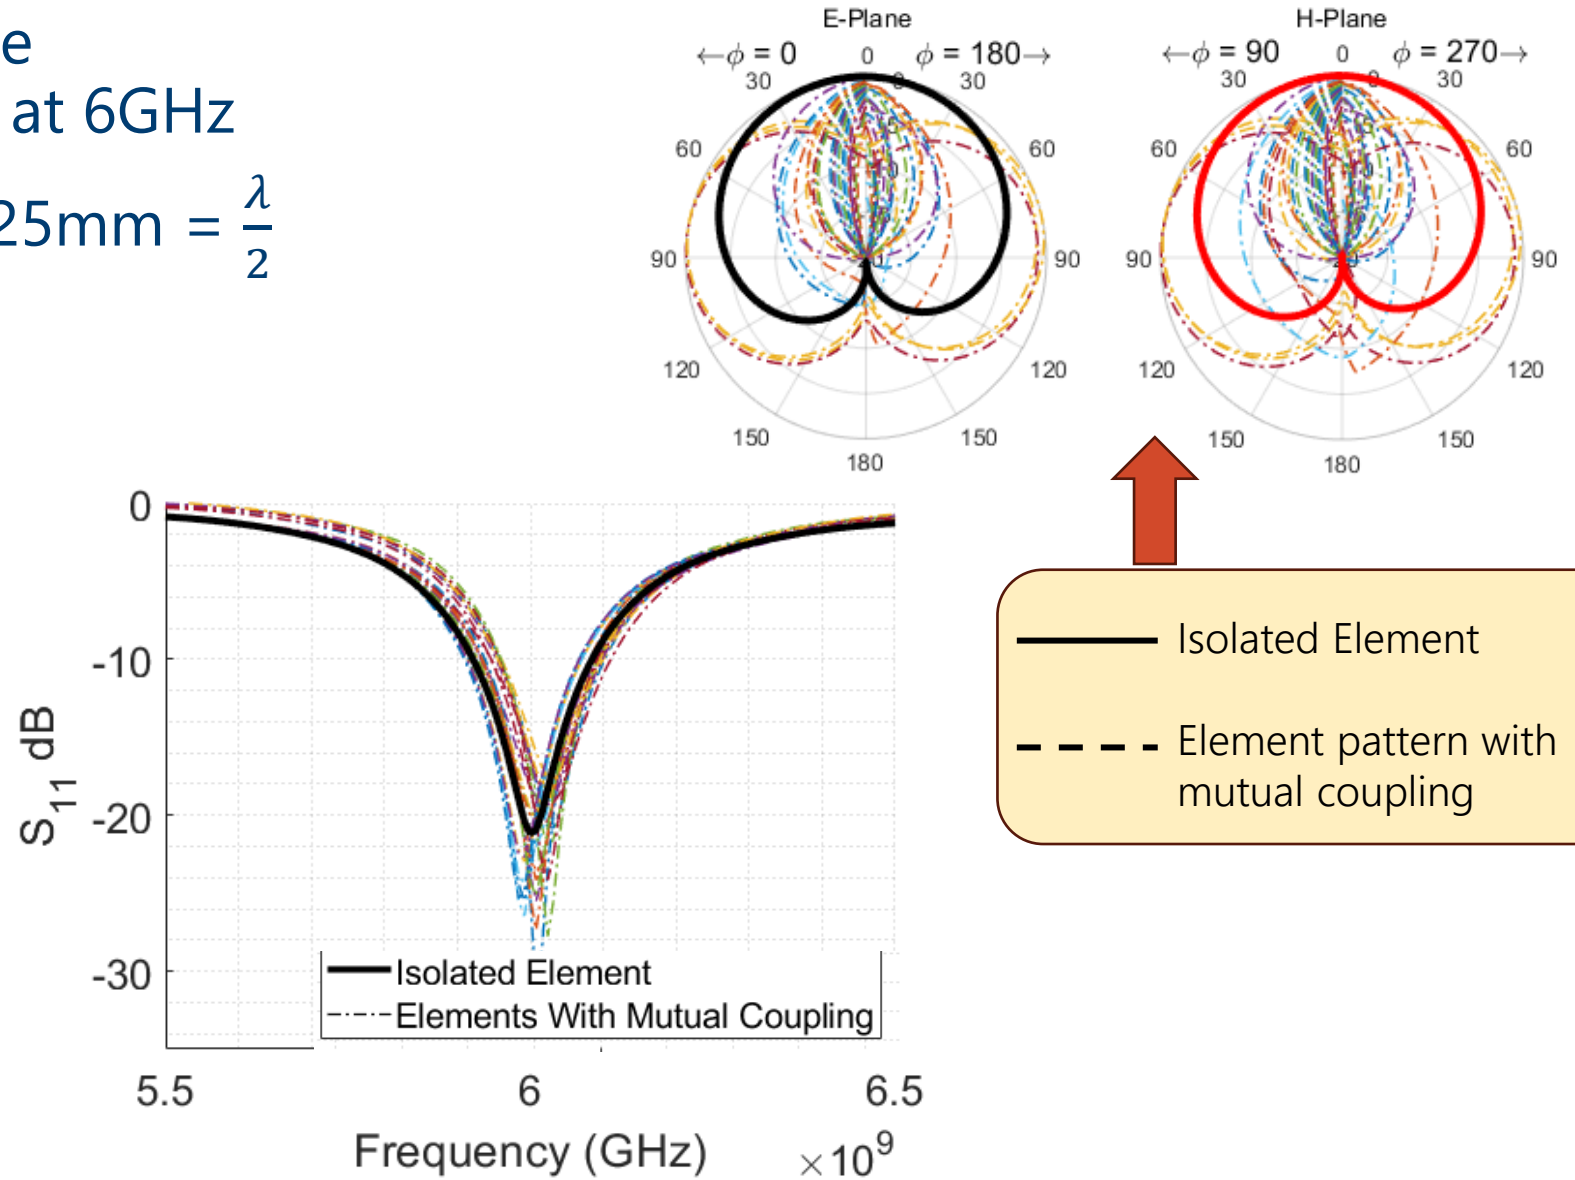 e
at 6GHz
25mm = λ/2
E-Plane
←ϕ = 0 0 ϕ = 180→
30 0 30
60 60
90 90
120 120
150 150
180
H-Plane
←ϕ = 90 0 ϕ = 270→
30 0 30
60 60
90 90
120 120
150 150
180
0
-10
-20
-30
S11 dB
Isolated Element
Elements With Mutual Coupling
5.5 6 6.5
Frequency (GHz) ×10^9
Isolated Element
Element pattern with
mutual coupling